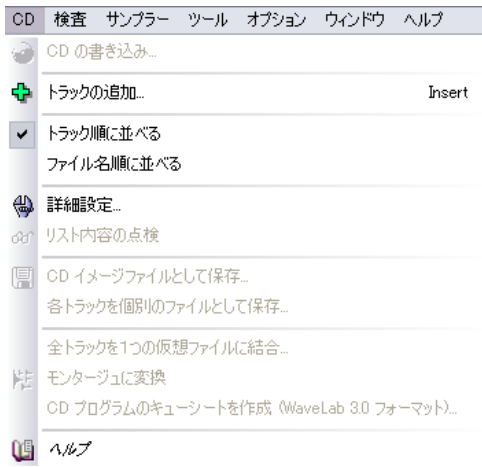 CD 検査 サンプラー ツール オプション ウィンドウ ヘルプ
CD の書き込み...
トラックの追加... Insert
トラック順に並べる
ファイル名順に並べる
詳細設定...
リスト内容の点検
CD イメージファイルとして保存...
各トラックを個別のファイルとして保存...
全トラックを1つの仮想ファイルに結合...
モンタージュに変換
CD プログラムのキューシートを作成 (WaveLab 3.0 フォーマット)...
ヘルプ